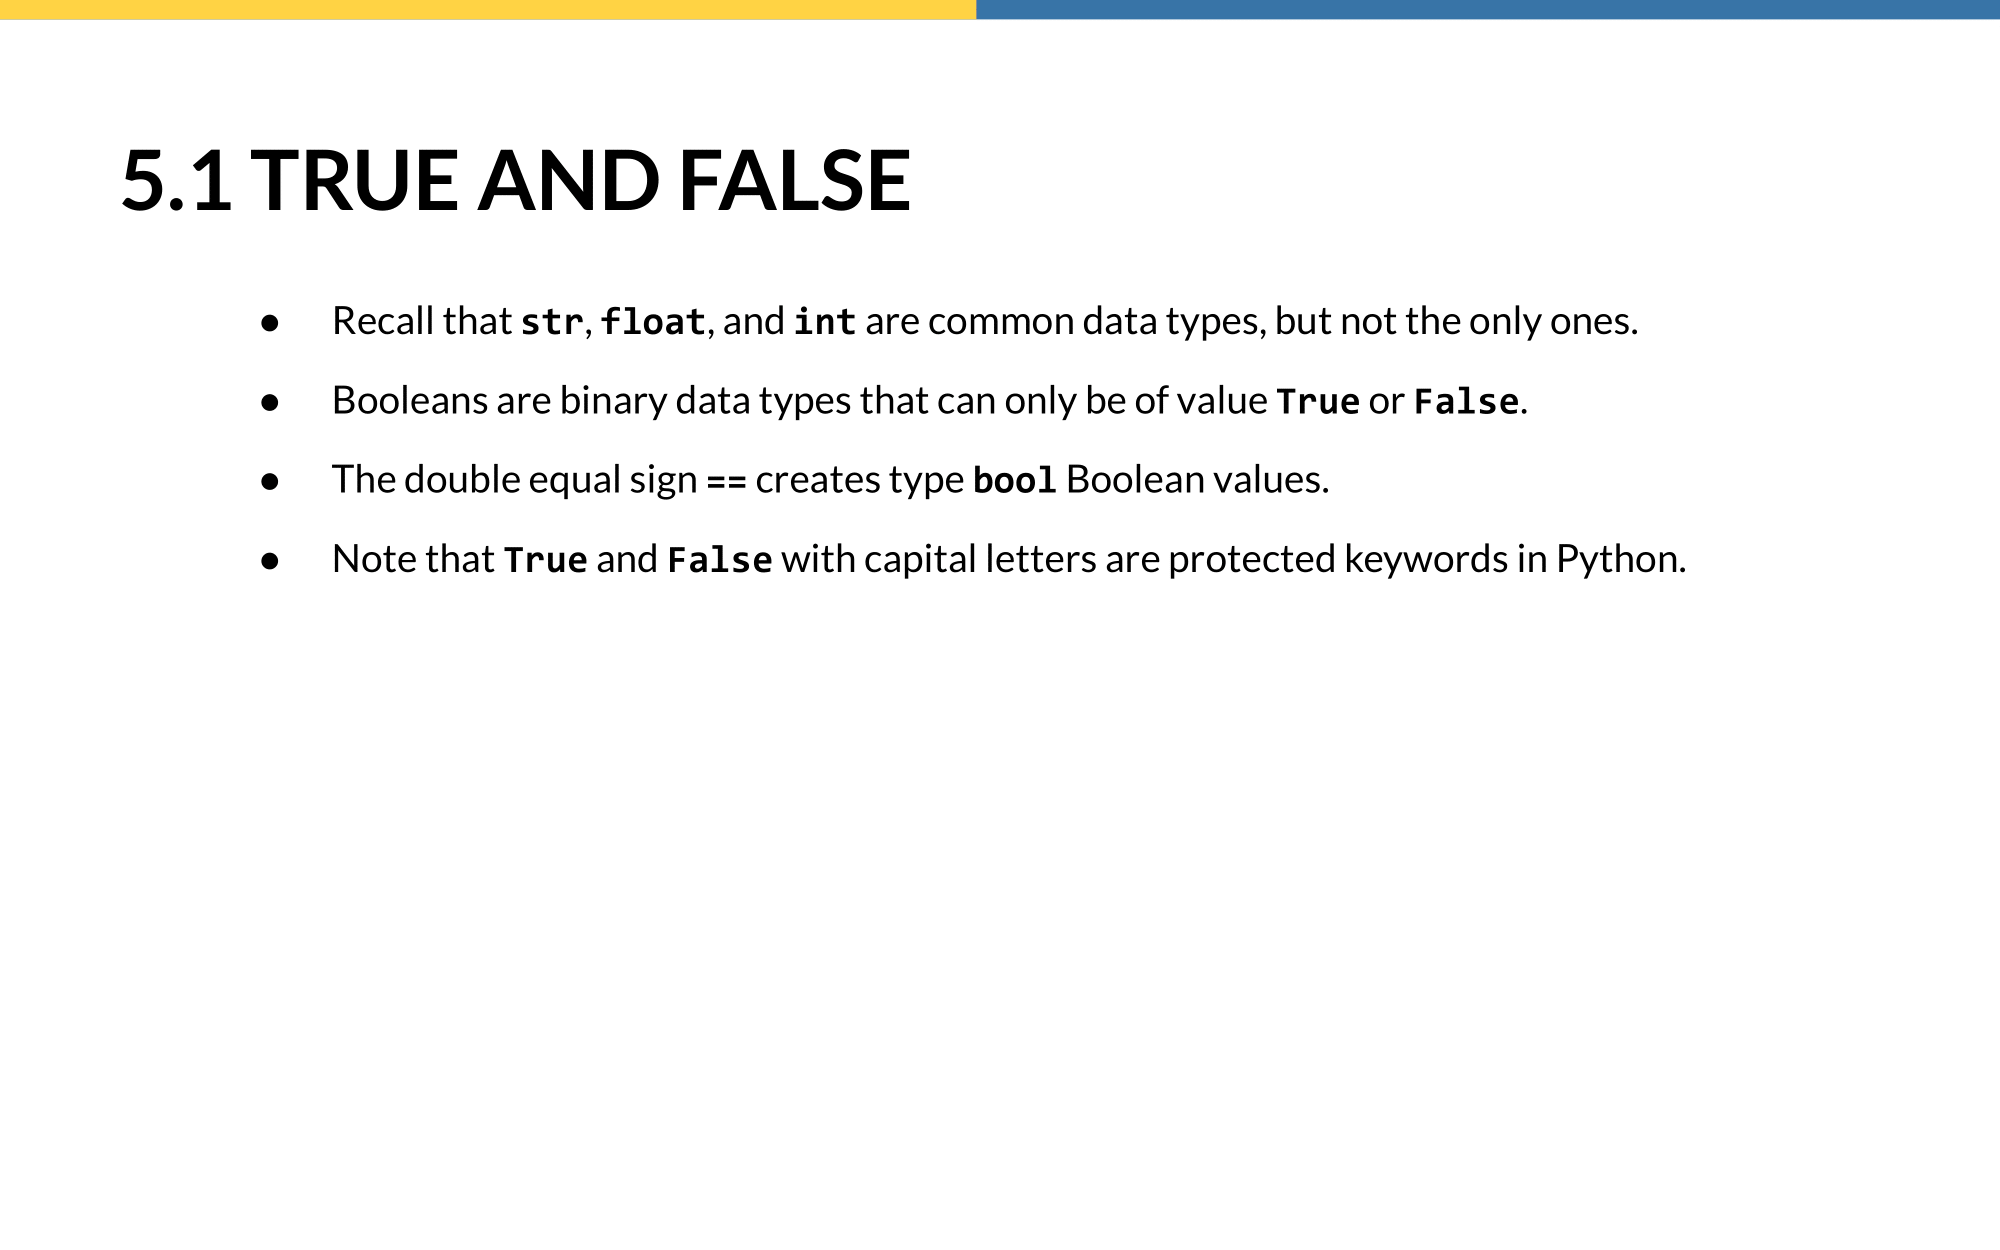 5.1 TRUE AND FALSE
● Recall that str, float, and int are common data types, but not the only ones.
● Booleans are binary data types that can only be of value True or False.
● The double equal sign == creates type bool Boolean values.
● Note that True and False with capital letters are protected keywords in Python.